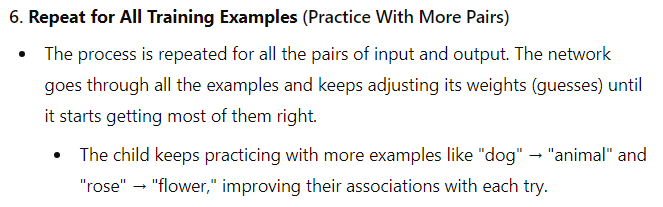 6. Repeat for All Training Examples (Practice With More Pairs)
• The process is repeated for all the pairs of input and output. The network
goes through all the examples and keeps adjusting its weights (guesses) until
it starts getting most of them right.
• The child keeps practicing with more examples like "dog" → "animal" and
"rose" → "flower," improving their associations with each try.